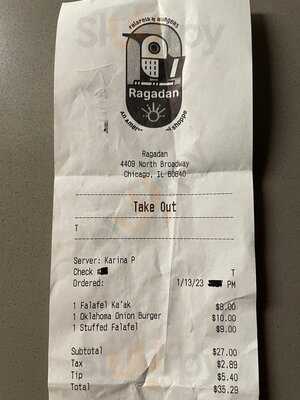 Falafels & Burgers
Ragadan
Ragadan
4409 North Broadway
Chicago, IL 60640
Take Out
T
Server: Karina P
Check T
Ordered: 1/13/23 PM
1 Falafel Ka'ak $8.00
1 Oklahoma Onion Burger $10.00
1 Stuffed Falafel $9.00
Subtotal $27.00
Tax $2.89
Tip $5.40
Total $35.29